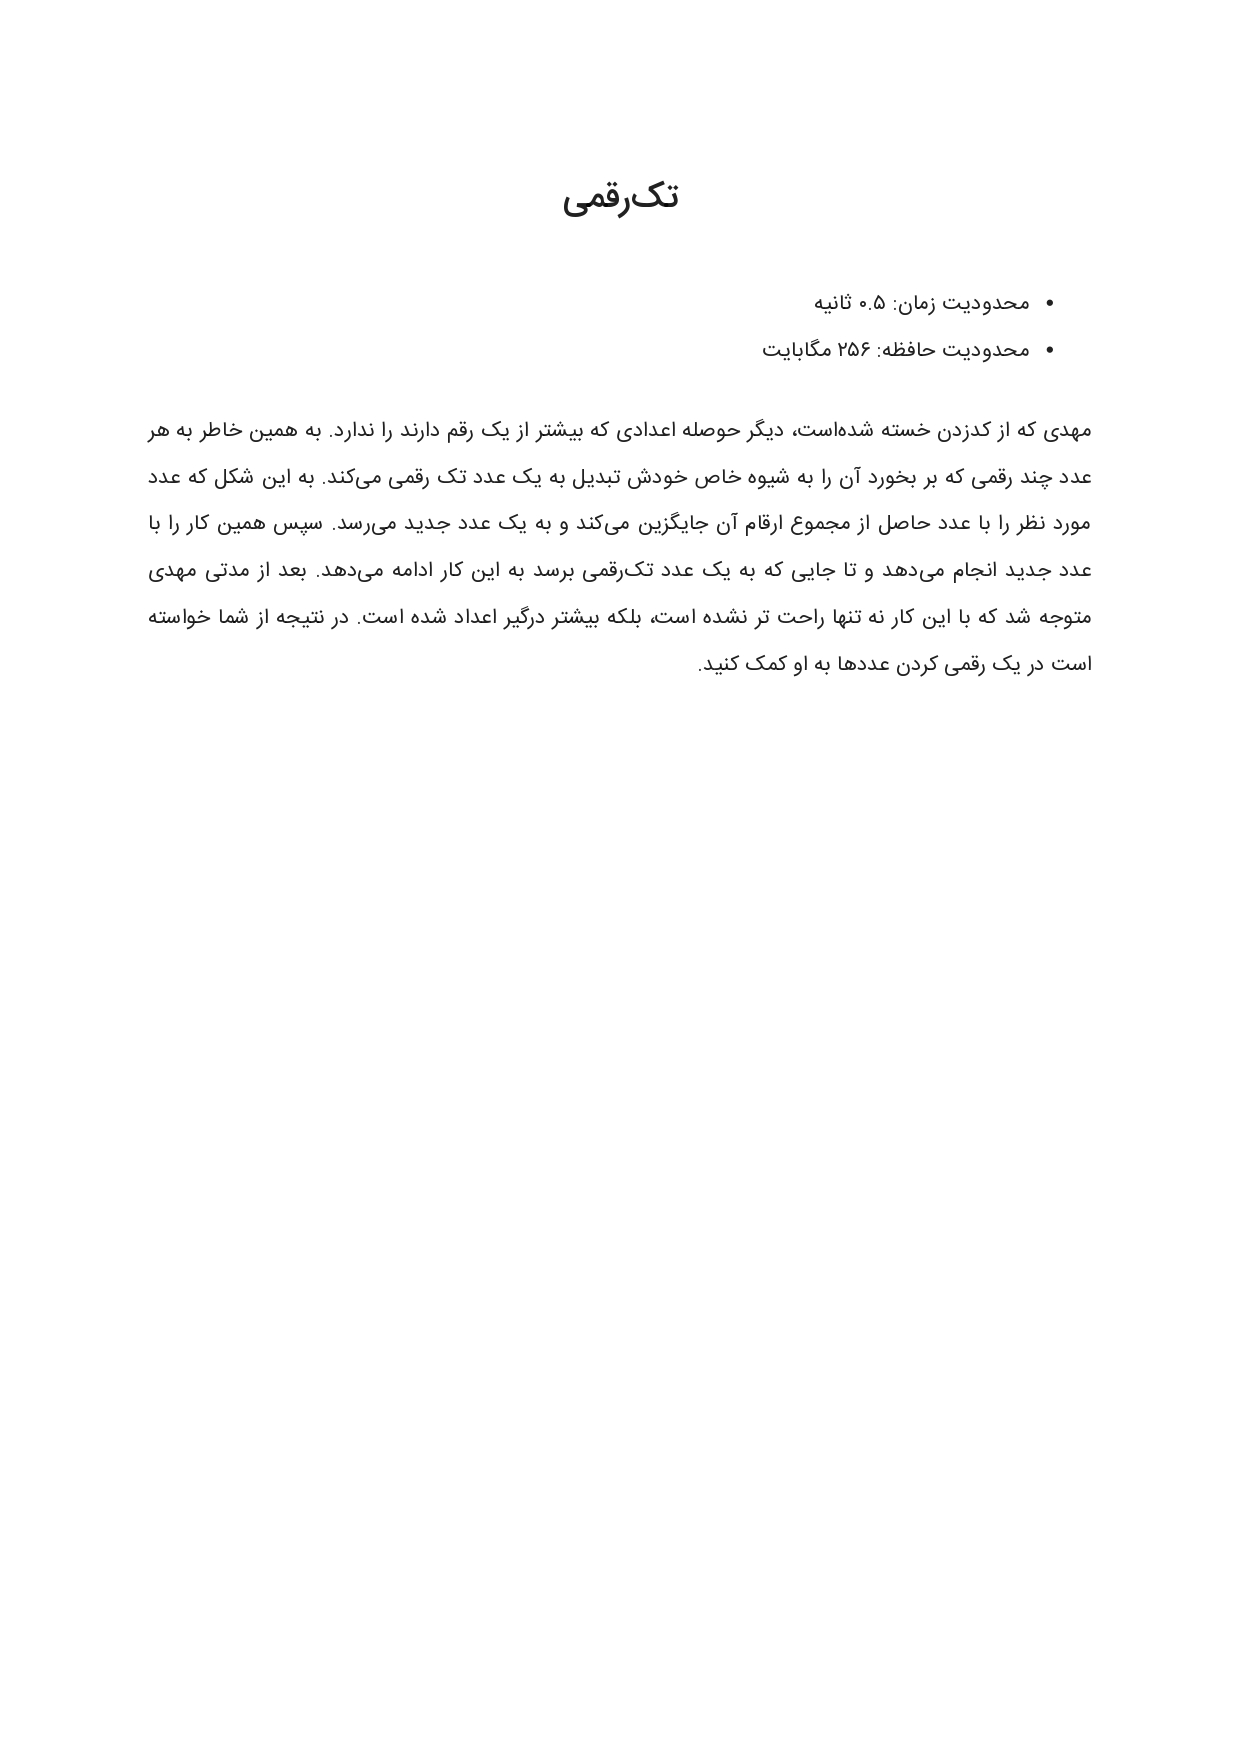 تک‌رقمی
• محدودیت زمان: ۰.۵ ثانیه
• محدودیت حافظه: ۲۵۶ مگابایت
مهدی که از کدزدن خسته شده‌است، دیگر حوصله اعدادی که بیشتر از یک رقم دارند را ندارد. به همین خاطر به هر
عدد چند رقمی که بر بخورد آن را به شیوه خاص خودش تبدیل به یک عدد تک رقمی می‌کند. به این شکل که عدد
مورد نظر را با عدد حاصل از مجموع ارقام آن جایگزین می‌کند و به یک عدد جدید می‌رسد. سپس همین کار را با
عدد جدید انجام می‌دهد و تا جایی که به یک عدد تک‌رقمی برسد به این کار ادامه می‌دهد. بعد از مدتی مهدی
متوجه شد که با این کار نه تنها راحت تر نشده است، بلکه بیشتر درگیر اعداد شده است. در نتیجه از شما خواسته
است در یک رقمی کردن عددها به او کمک کنید.